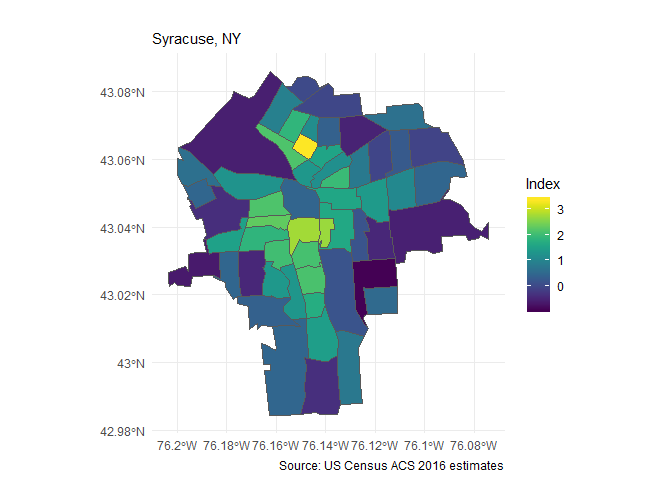 Syracuse, NY
43.08°N
43.06°N
43.04°N
43.02°N
43°N
42.98°N
76.2°W 76.18°W 76.16°W 76.14°W 76.12°W 76.1°W 76.08°W
Index
3
2
1
0
Source: US Census ACS 2016 estimates